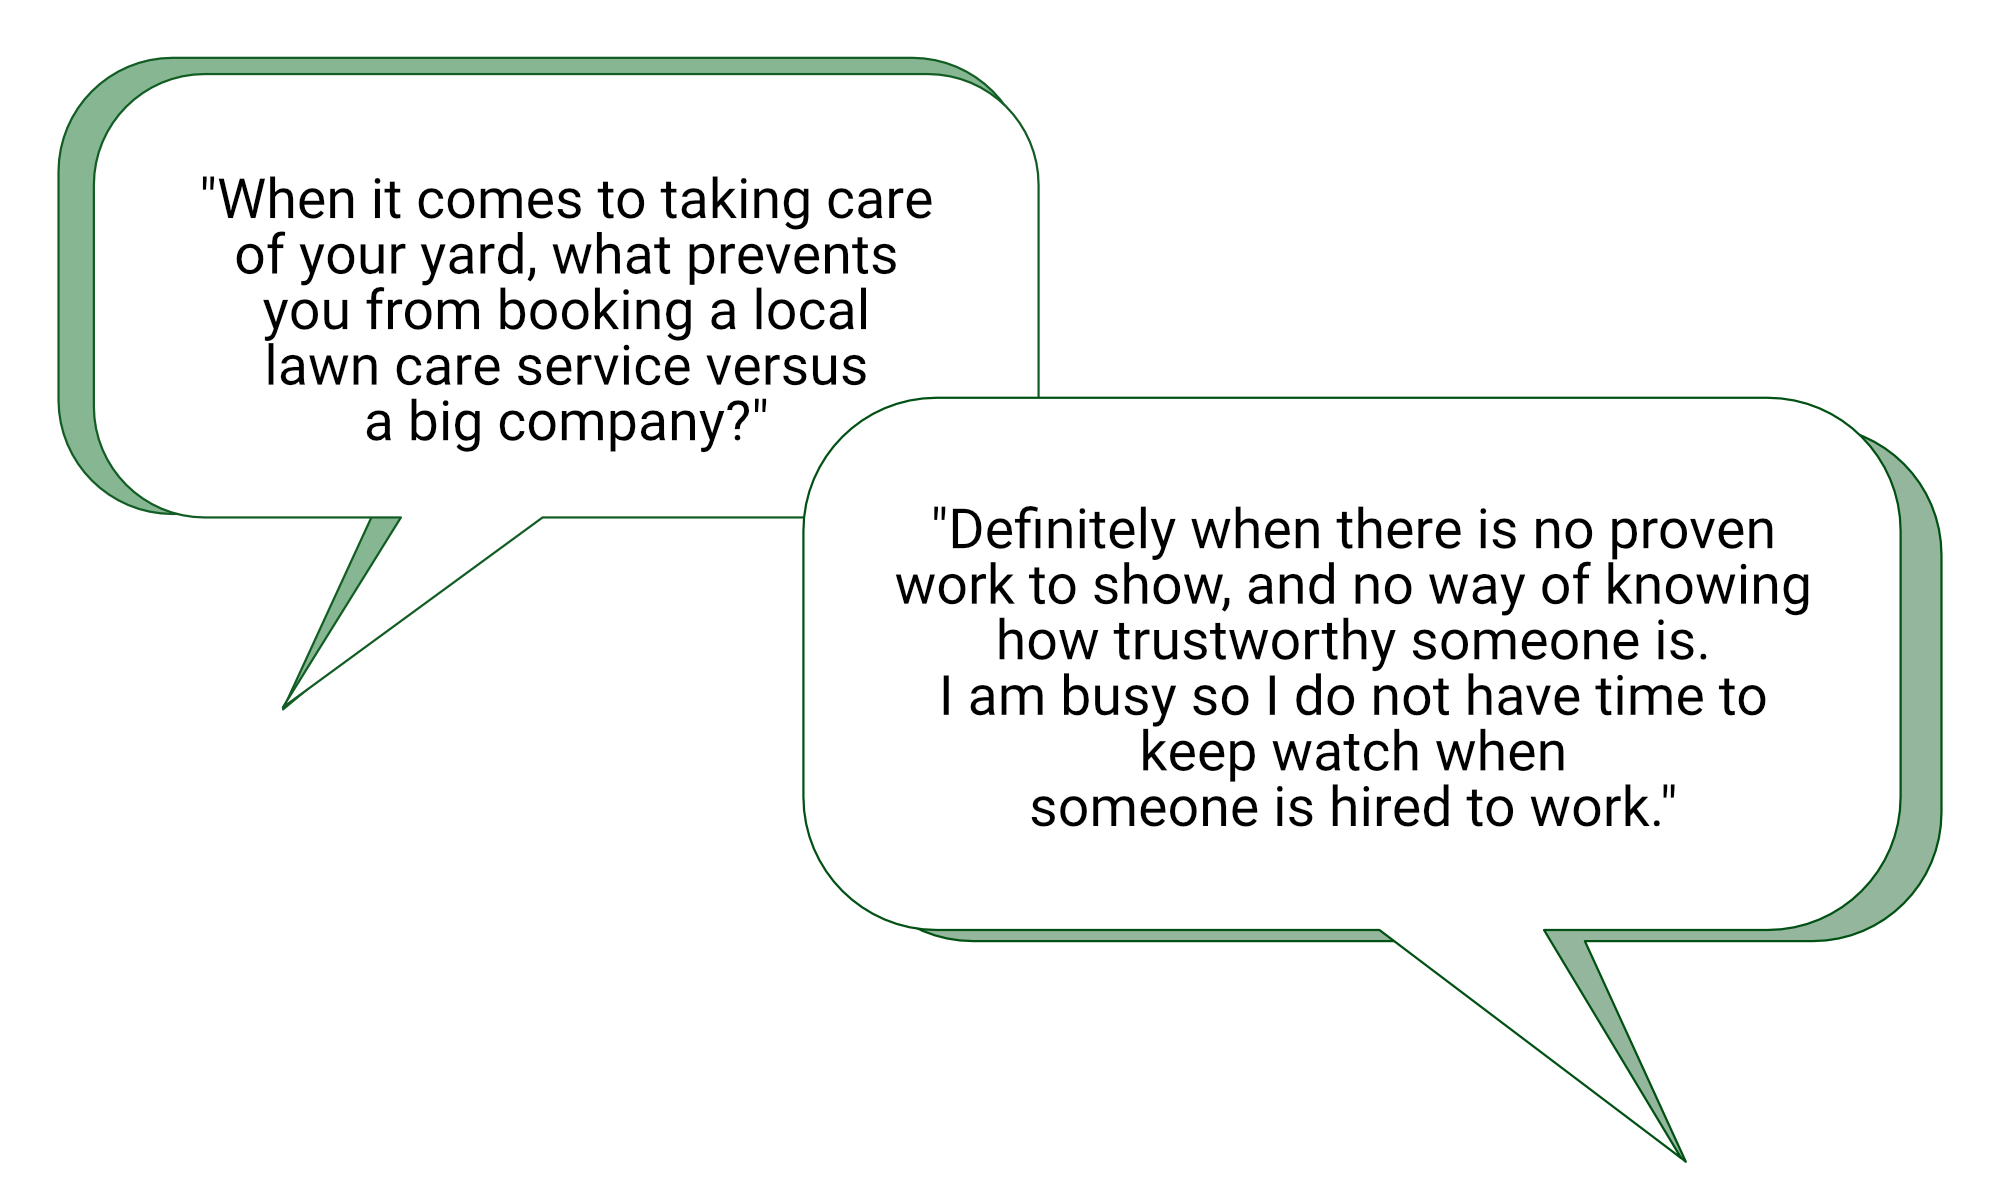 "When it comes to taking care
of your yard, what prevents
you from booking a local
lawn care service versus
a big company?"
"Definitely when there is no proven
work to show, and no way of knowing
how trustworthy someone is.
I am busy so I do not have time to
keep watch when
someone is hired to work."